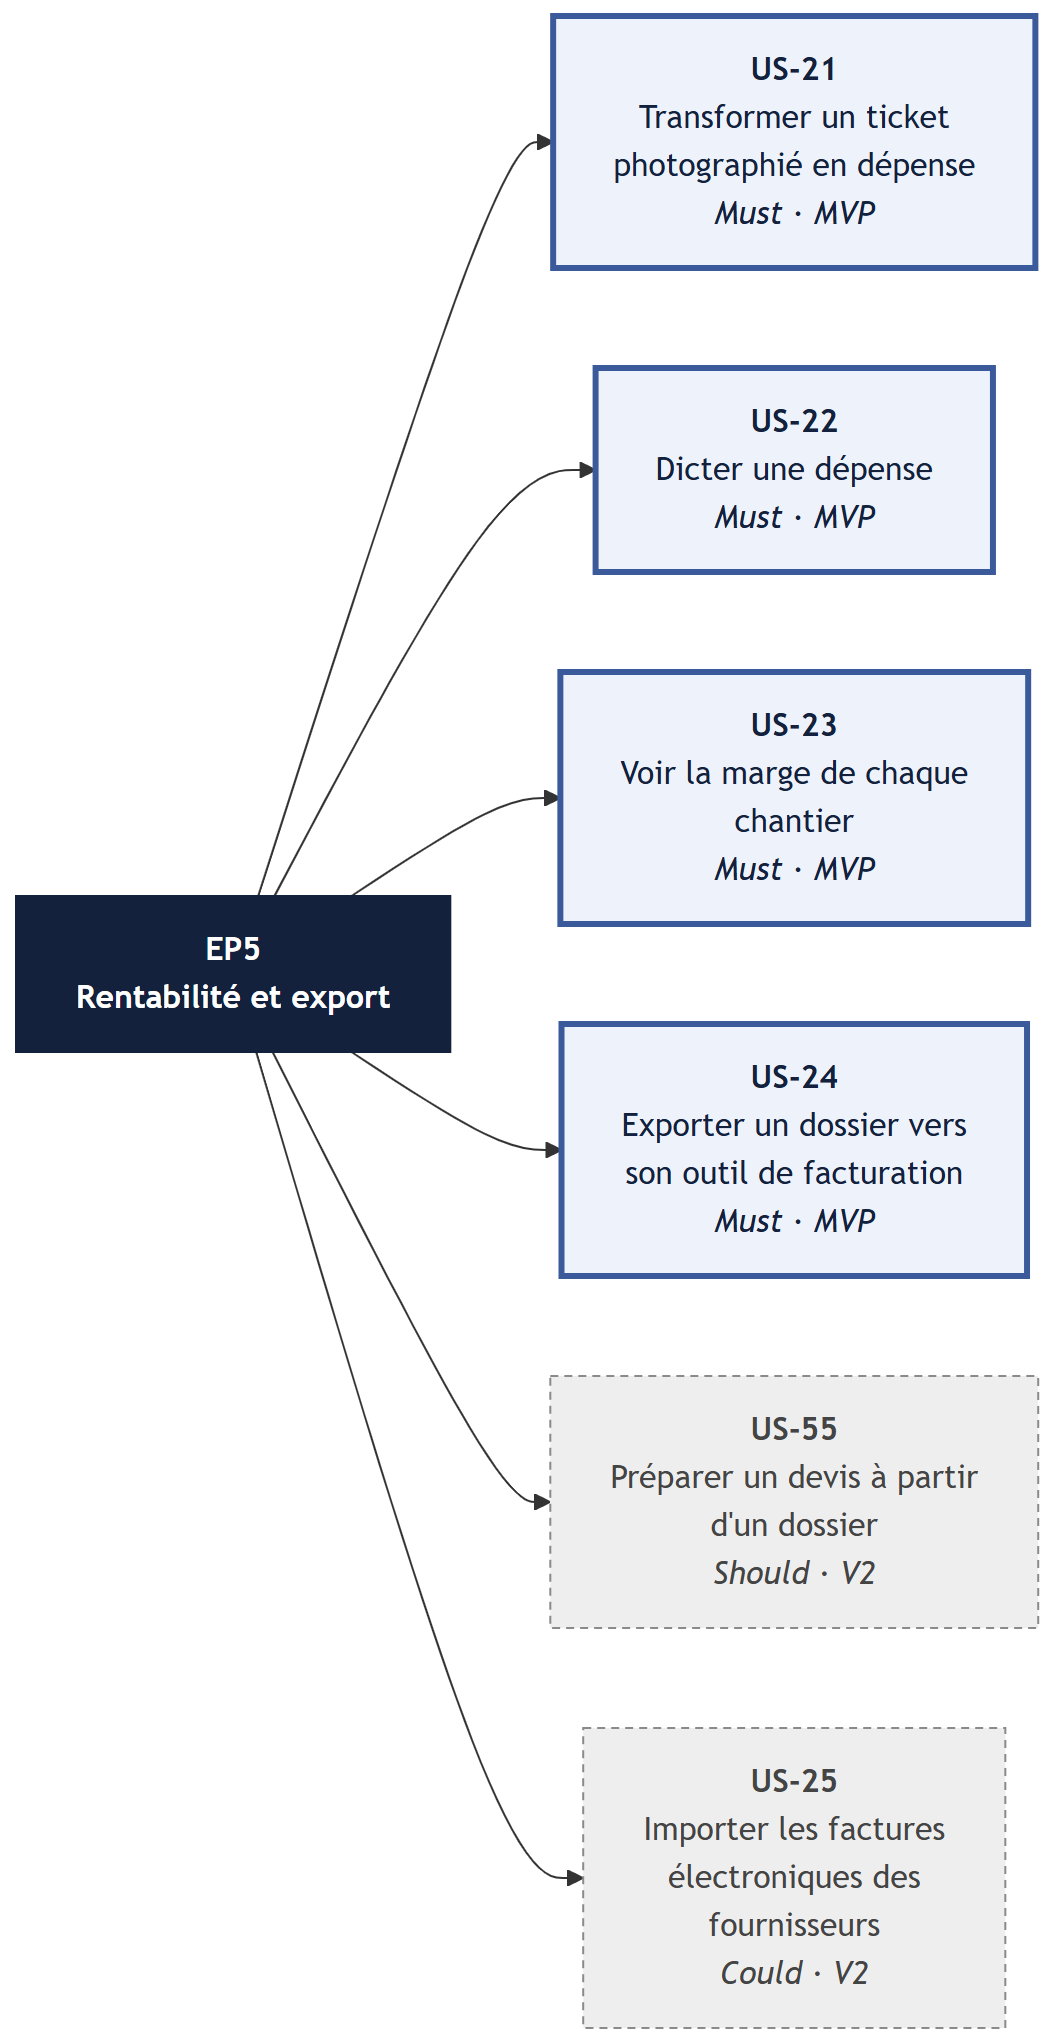 US-21
Transformer un ticket
photographié en dépense
Must · MVP
US-22
Dicter une dépense
Must · MVP
US-23
Voir la marge de chaque
chantier
Must · MVP
EP5
Rentabilité et export
US-24
Exporter un dossier vers
son outil de facturation
Must · MVP
US-55
Préparer un devis à partir
d'un dossier
Should · V2
US-25
Importer les factures
électroniques des
fournisseurs
Could · V2